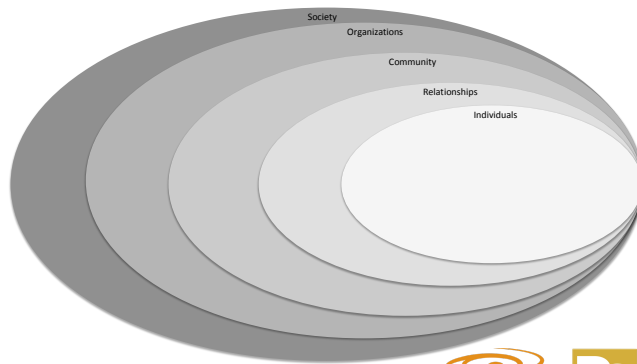 Society
Organizations
Community
Relationships
Individuals